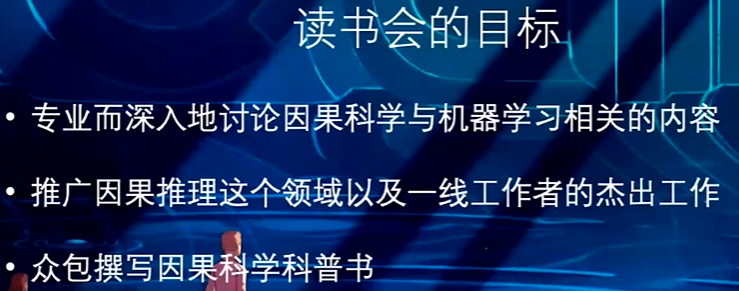 读书会的目标
• 专业而深入地讨论因果科学与机器学习相关的内容
• 推广因果推理这个领域以及一线工作者的杰出工作
• 众包撰写因果科学科普书